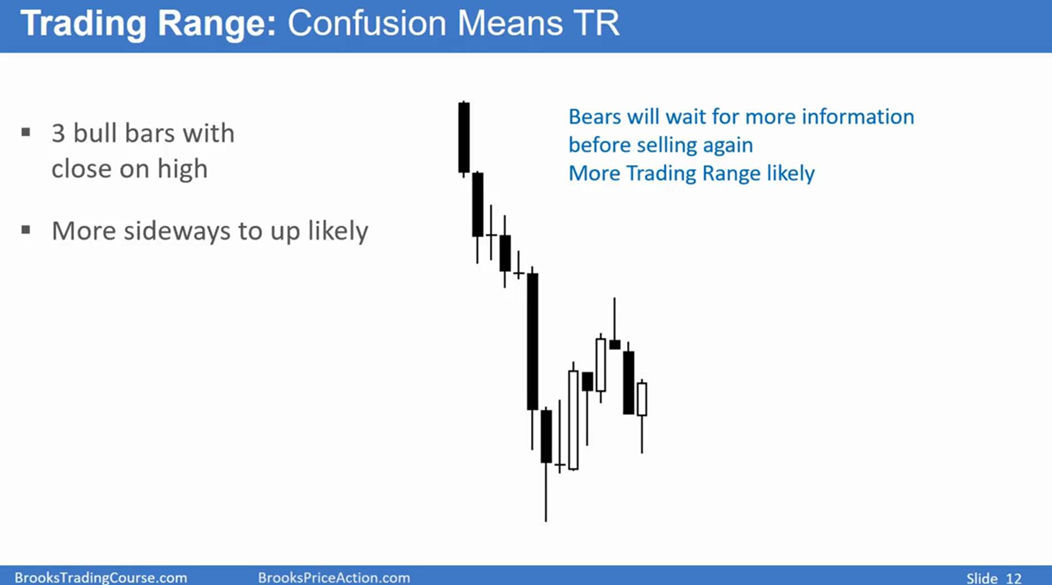 Trading Range: Confusion Means TR
▪ 3 bull bars with
close on high
▪ More sideways to up likely
Bears will wait for more information
before selling again
More Trading Range likely
BrooksTradingCourse.com
BrooksPriceAction.com
Slide 12